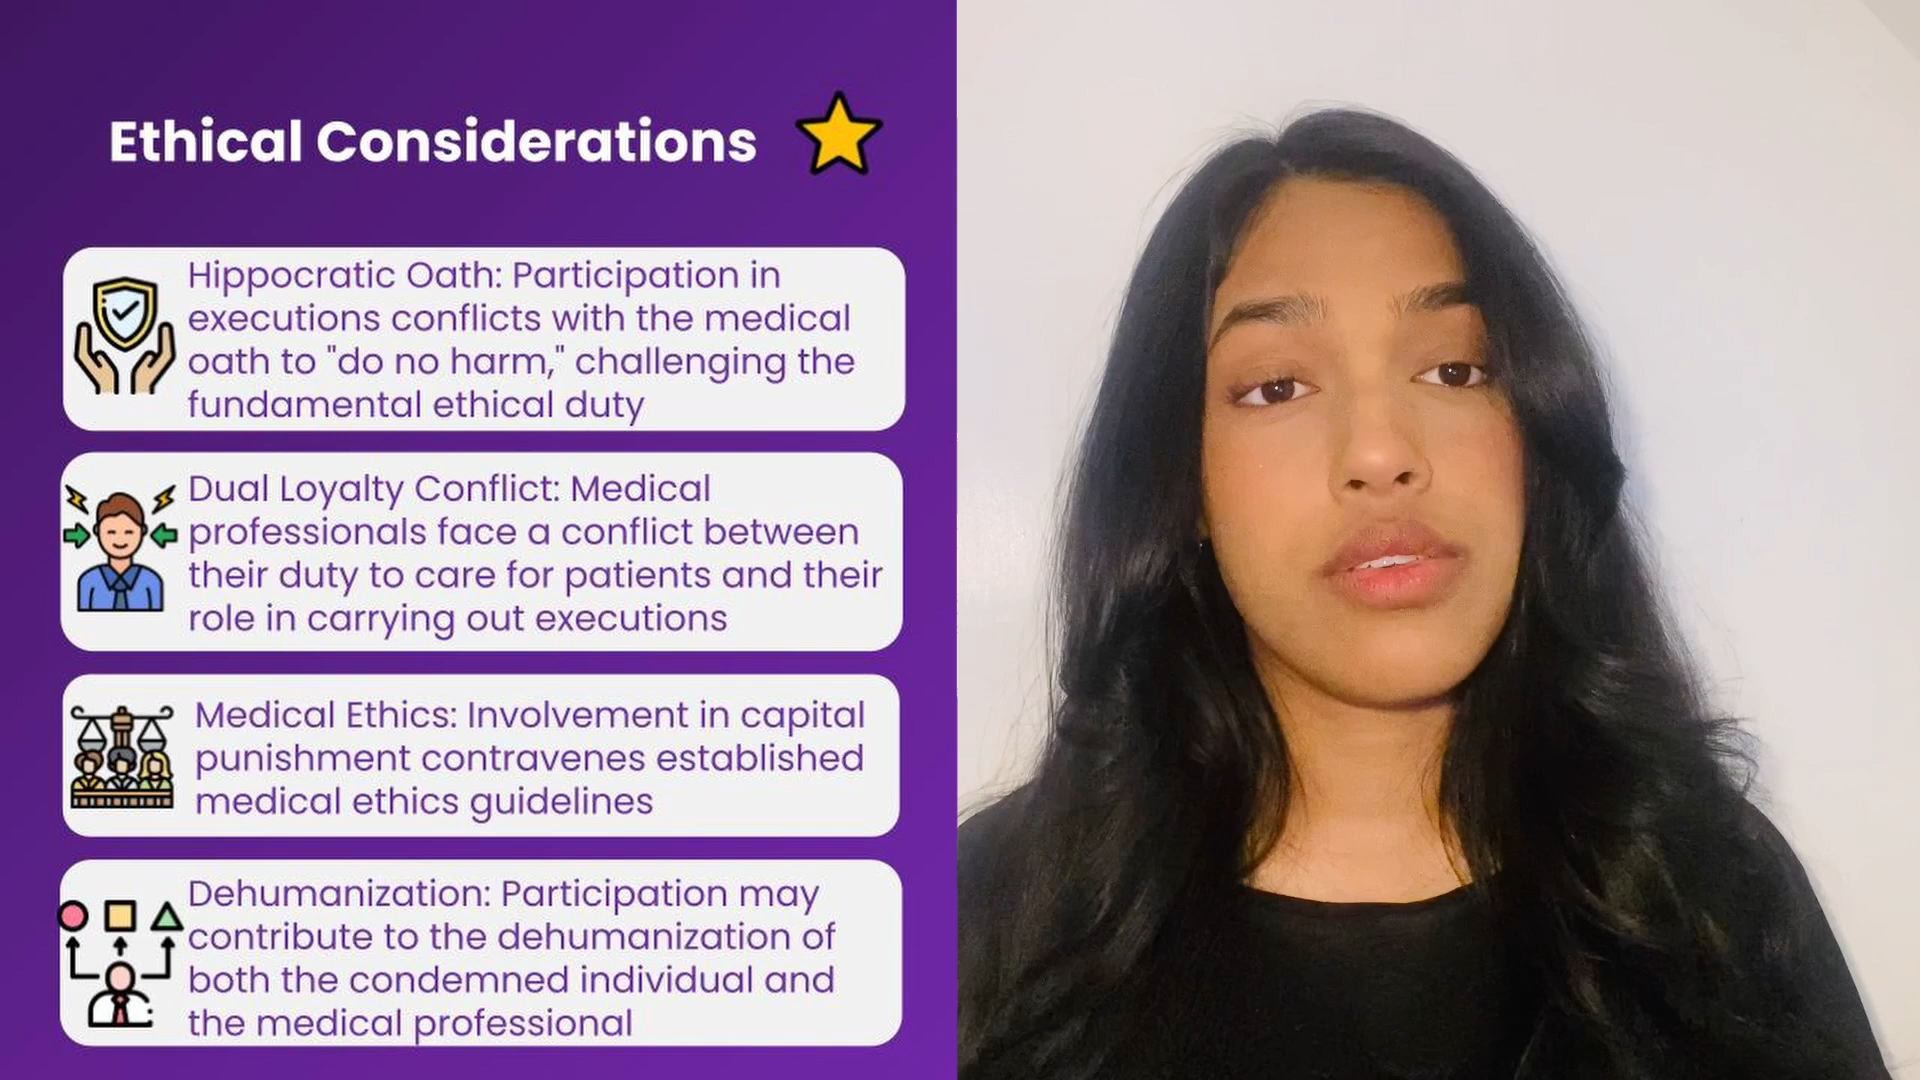 Ethical Considerations
Hippocratic Oath: Participation in
executions conflicts with the medical
oath to "do no harm," challenging the
fundamental ethical duty
Dual Loyalty Conflict: Medical
professionals face a conflict between
their duty to care for patients and their
role in carrying out executions
Medical Ethics: Involvement in capital
punishment contravenes established
medical ethics guidelines
Dehumanization: Participation may
contribute to the dehumanization of
both the condemned individual and
the medical professional